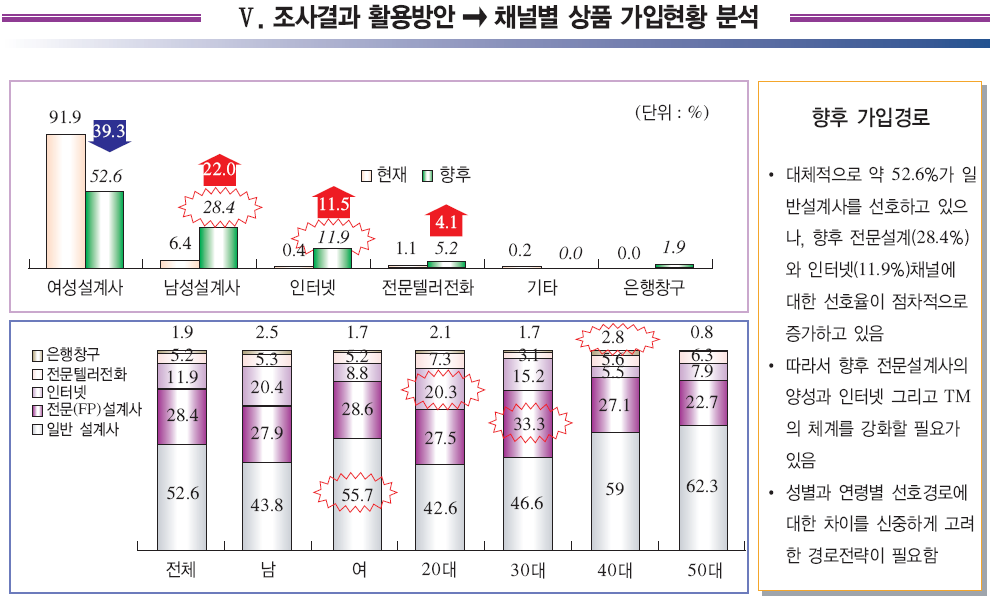 Ⅴ. 조사결과 활용방안 → 채널별 상품 가입현황 분석
(단위 : %)
현재 향후
91.9 39.3 52.6
6.4 22.0 28.4
0.4 11.5 11.9
1.1 4.1 5.2
0.2 0.0
0.0 1.9
여성설계사 남성설계사 인터넷 전문텔러전화 기타 은행창구
은행창구
전문텔러전화
인터넷
전문(FP)설계사
일반 설계사
1.9 2.5 1.7 2.1 1.7 2.8 0.8
5.2 5.3 5.2 7.3 3.1 5.6 6.3
11.9 20.4 8.8 20.3 15.2 5.5 7.9
28.4 27.9 28.6 27.5 33.3 27.1 22.7
52.6 43.8 55.7 42.6 46.6 59 62.3
전체 남 여 20대 30대 40대 50대
향후 가입경로
• 대체적으로 약 52.6%가 일
반설계사를 선호하고 있으
나, 향후 전문설계(28.4%)
와 인터넷(11.9%)채널에
대한 선호율이 점차적으로
증가하고 있음
• 따라서 향후 전문설계사의
양성과 인터넷 그리고 TM
의 체계를 강화할 필요가
있음
• 성별과 연령별 선호경로에
대한 차이를 신중하게 고려
한 경로전략이 필요함